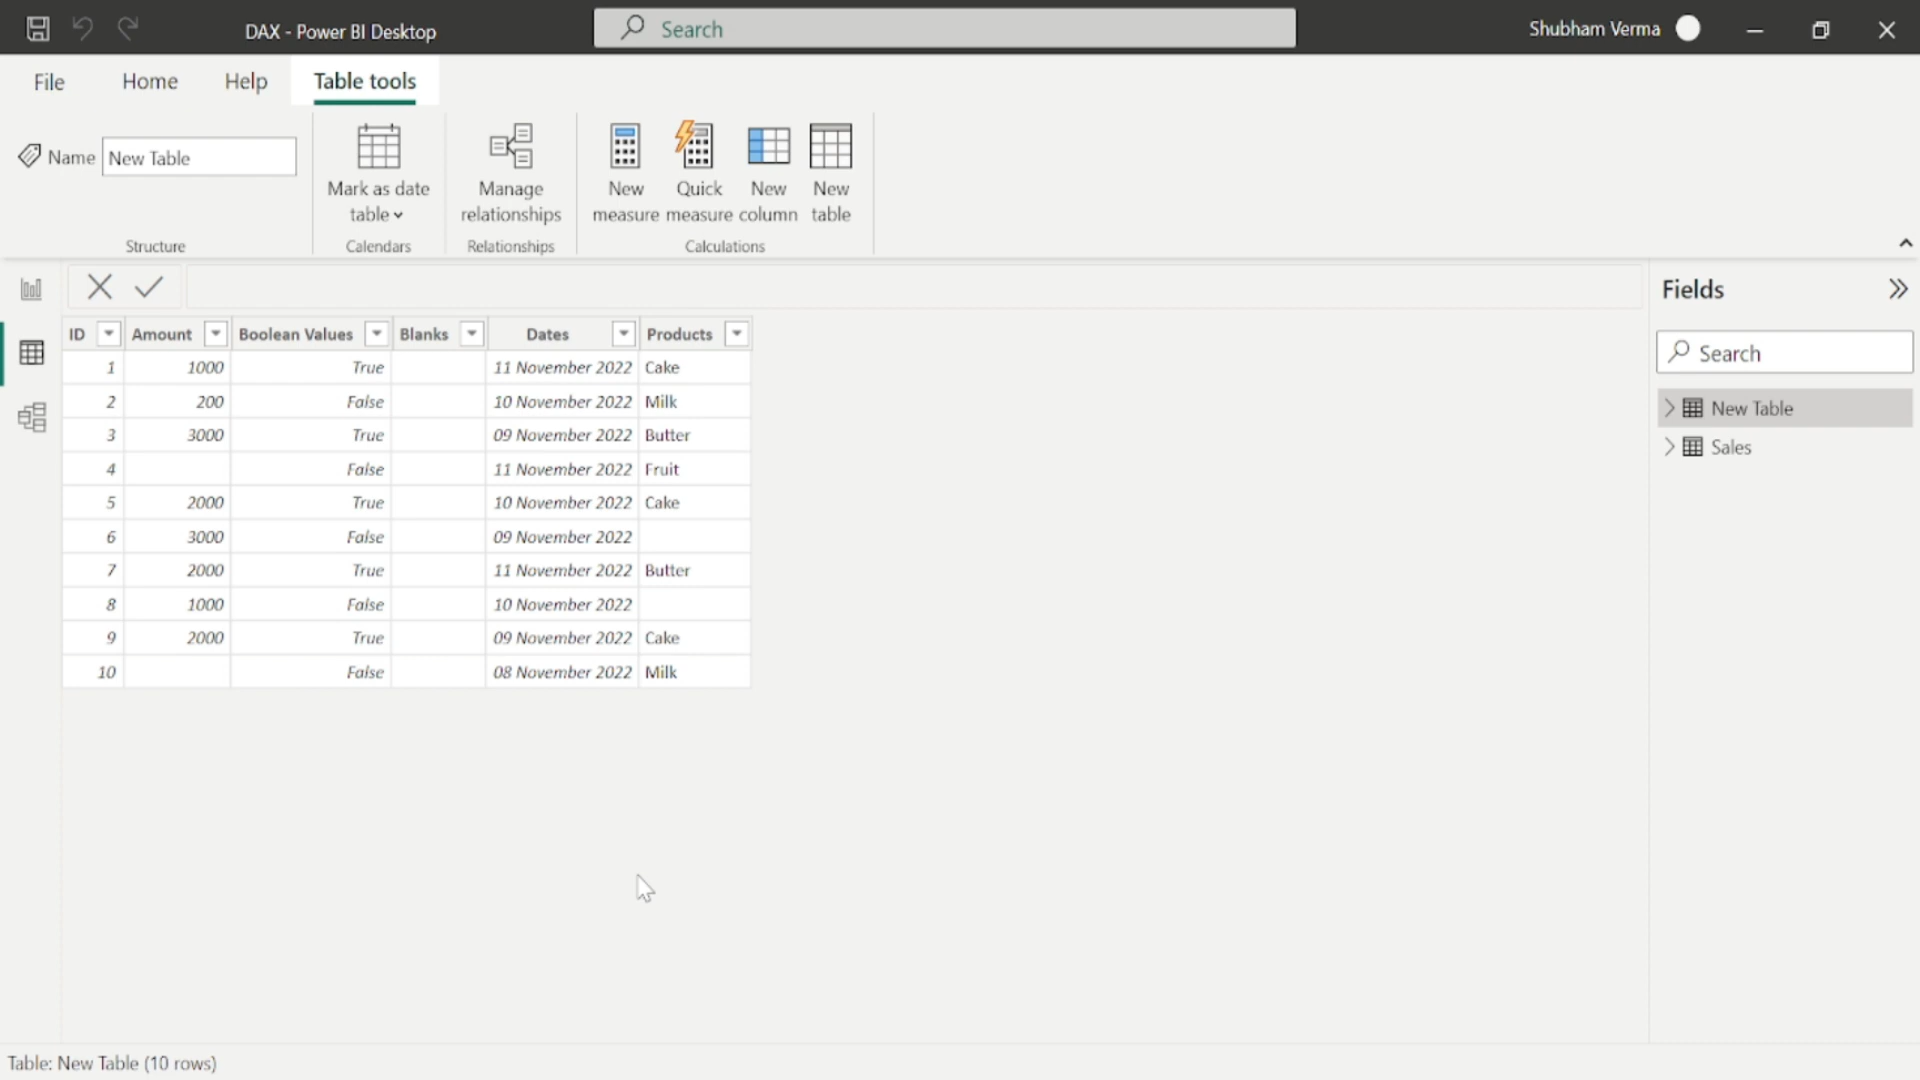 DAX - Power BI Desktop
Search
Shubham Verma
File Home Help Table tools
Name New Table
Mark as date table
Manage relationships
New measure
Quick measure
New column
New table
Structure Calendars Relationships Calculations
ID Amount Boolean Values Blanks Dates Products
1 1000 True 11 November 2022 Cake
2 200 False 10 November 2022 Milk
3 3000 True 09 November 2022 Butter
4 False 11 November 2022 Fruit
5 2000 True 10 November 2022 Cake
6 3000 False 09 November 2022
7 2000 True 11 November 2022 Butter
8 1000 False 10 November 2022
9 2000 True 09 November 2022 Cake
10 False 08 November 2022 Milk
Fields
Search
New Table
Sales
Table: New Table (10 rows)